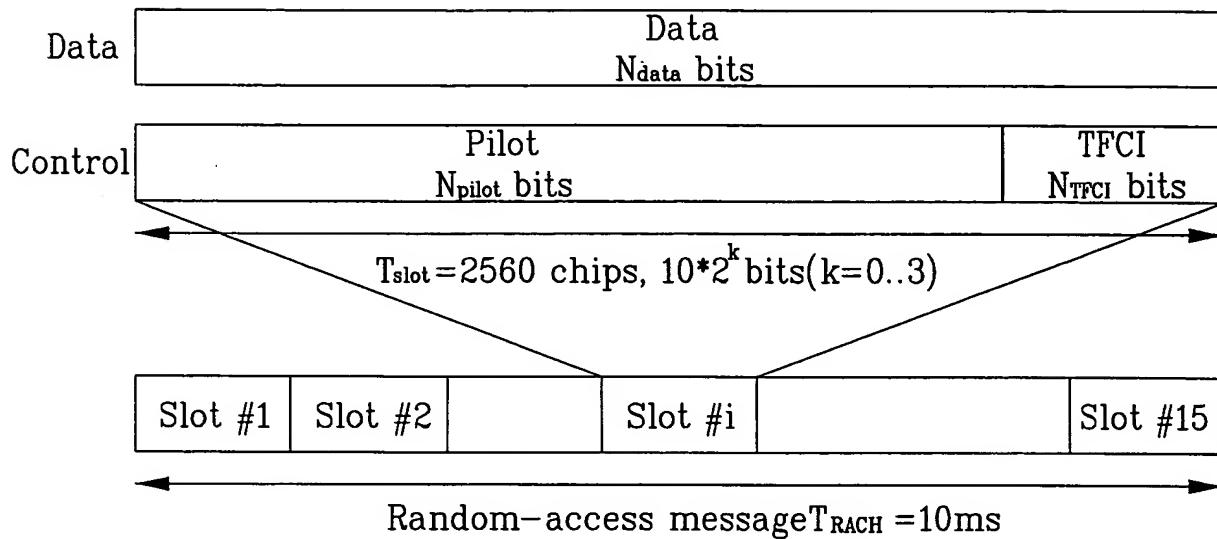 Data
Data
Ndata bits
Control
Pilot
Npilot bits
TFCI
NTFCI bits
Tslot=2560 chips, 10*2^k bits(k=0..3)
Slot #1 Slot #2 Slot #i Slot #15
Random-access messageTRACH =10ms